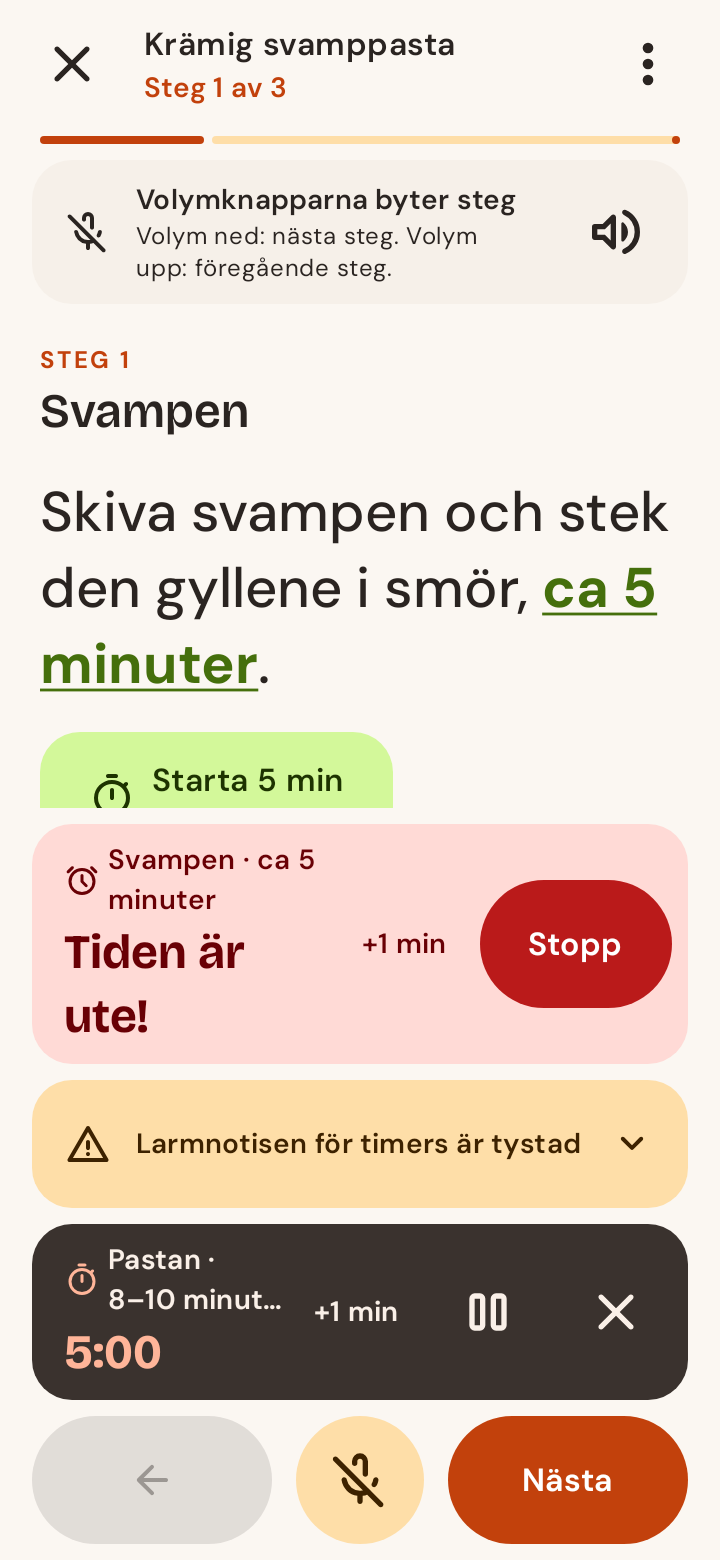 Krämig svamppasta
Steg 1 av 3
Volymknapparna byter steg
Volym ned: nästa steg. Volym
upp: föregående steg.
STEG 1
Svampen
Skiva svampen och stek
den gyllene i smör, ca 5
minuter.
Starta 5 min
Svampen · ca 5
minuter
Tiden är
ute!
+1 min
Stopp
Larmnotisen för timers är tystad
Pastan ·
8–10 minut…
5:00
+1 min
Nästa